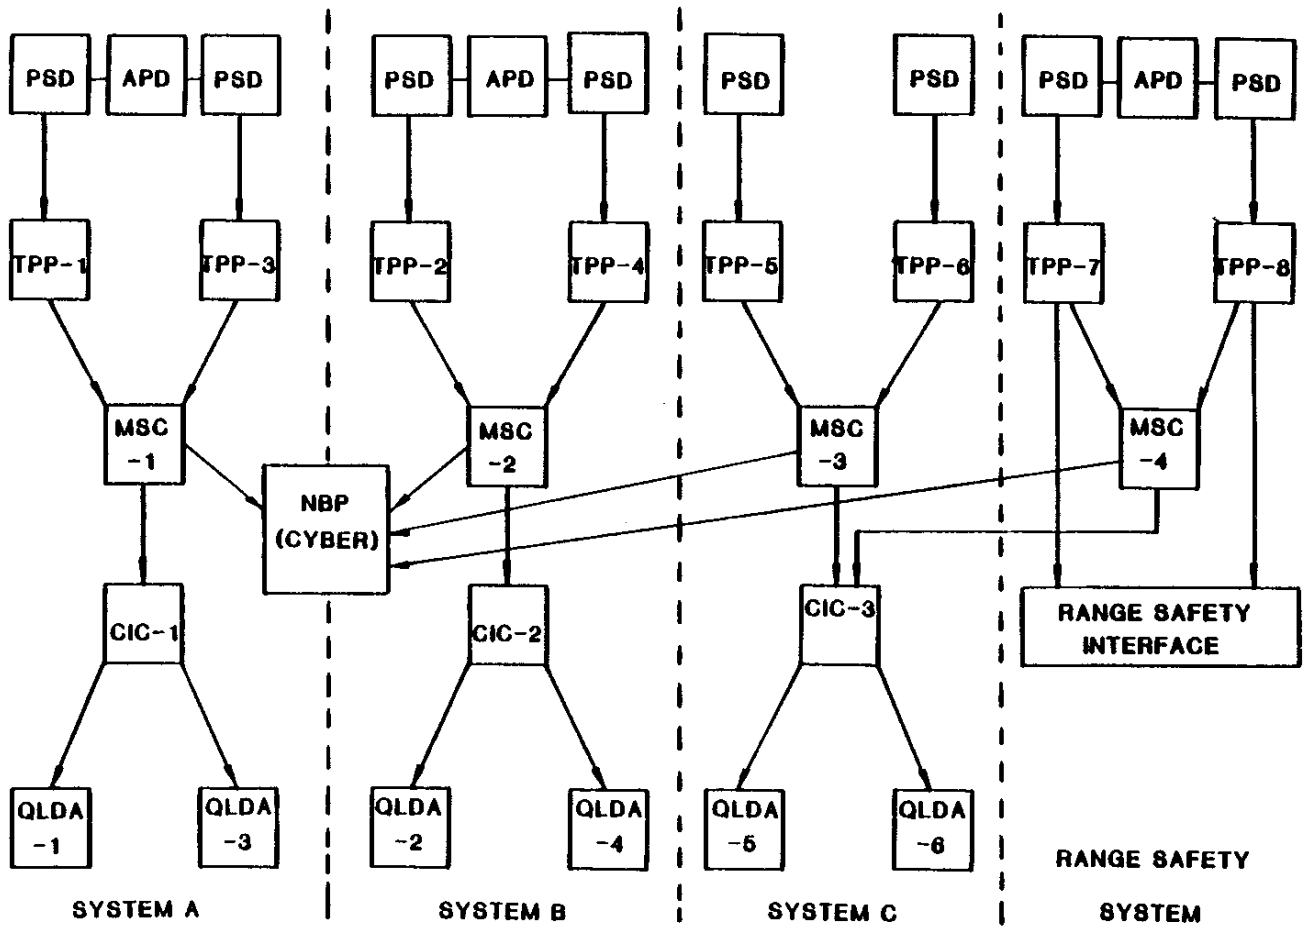 PSD APD PSD
PSD APD PSD
PSD PSD
PSD APD PSD
TPP-1 TPP-3
TPP-2 TPP-4
TPP-5 TPP-6
TPP-7 TPP-8
MSC
-1
MSC
-2
MSC
-3
MSC
-4
NBP
(CYBER)
CIC-1
CIC-2
CIC-3
RANGE SAFETY
INTERFACE
QLDA
-1
QLDA
-3
QLDA
-2
QLDA
-4
QLDA
-5
QLDA
-6
SYSTEM A
SYSTEM B
SYSTEM C
RANGE SAFETY
SYSTEM